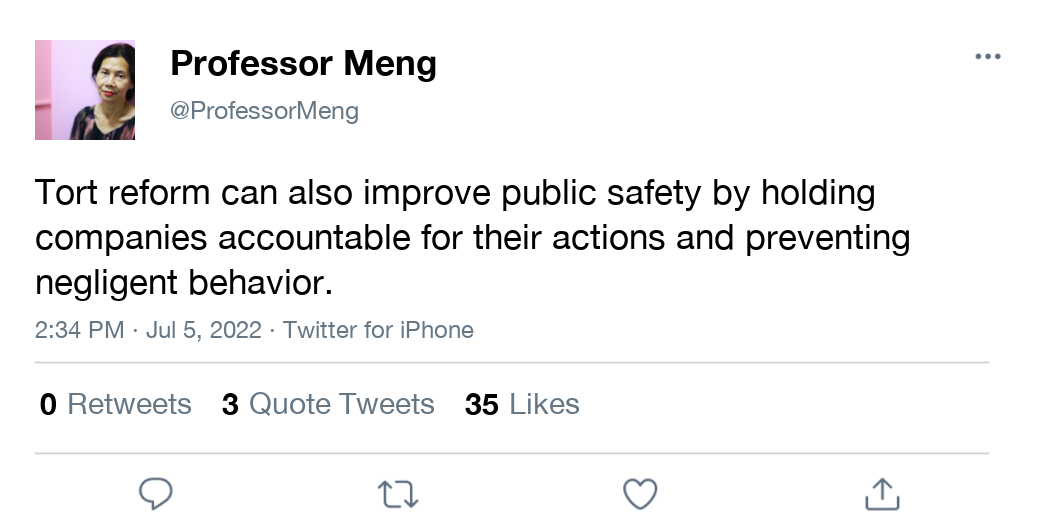 Professor Meng
@ProfessorMeng
Tort reform can also improve public safety by holding
companies accountable for their actions and preventing
negligent behavior.
2:34 PM · Jul 5, 2022 · Twitter for iPhone
0 Retweets 3 Quote Tweets 35 Likes